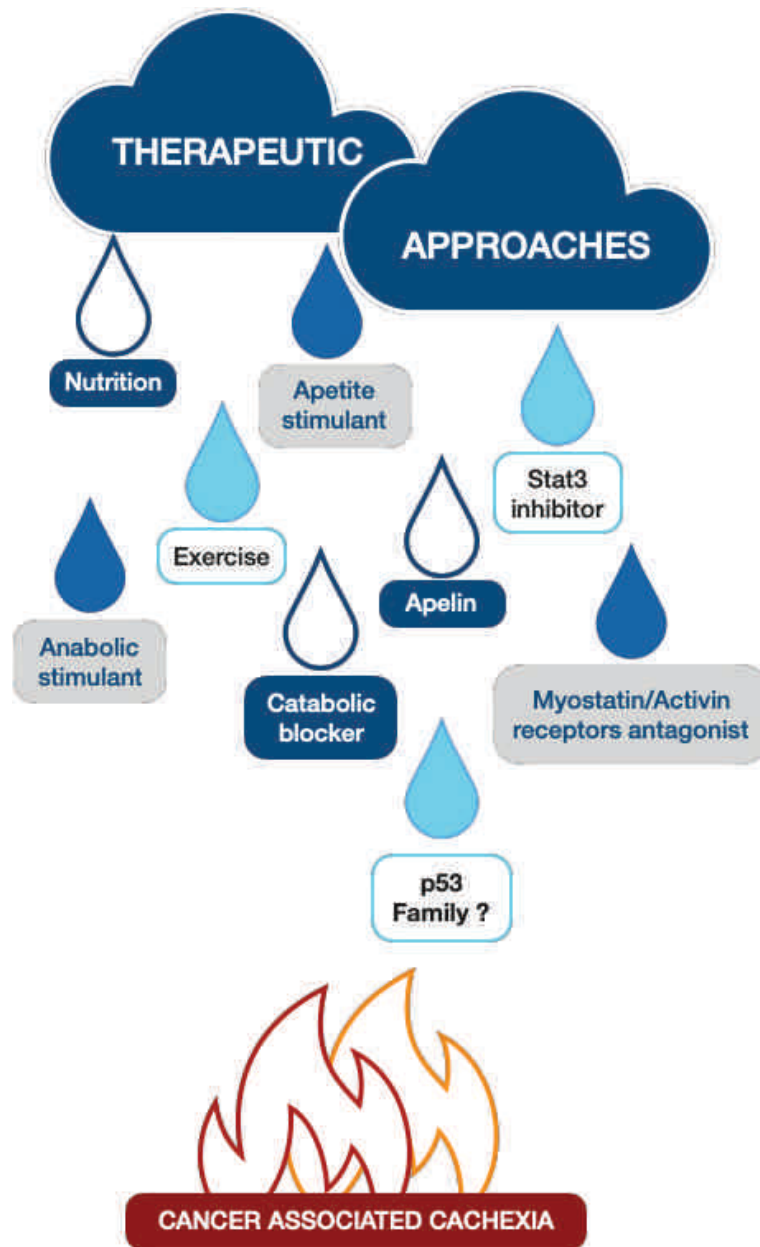 THERAPEUTIC
APPROACHES
Nutrition
Apetite
stimulant
Stat3
inhibitor
Exercise
Apelin
Anabolic
stimulant
Catabolic
blocker
Myostatin/Activin
receptors antagonist
p53
Family ?
CANCER ASSOCIATED CACHEXIA